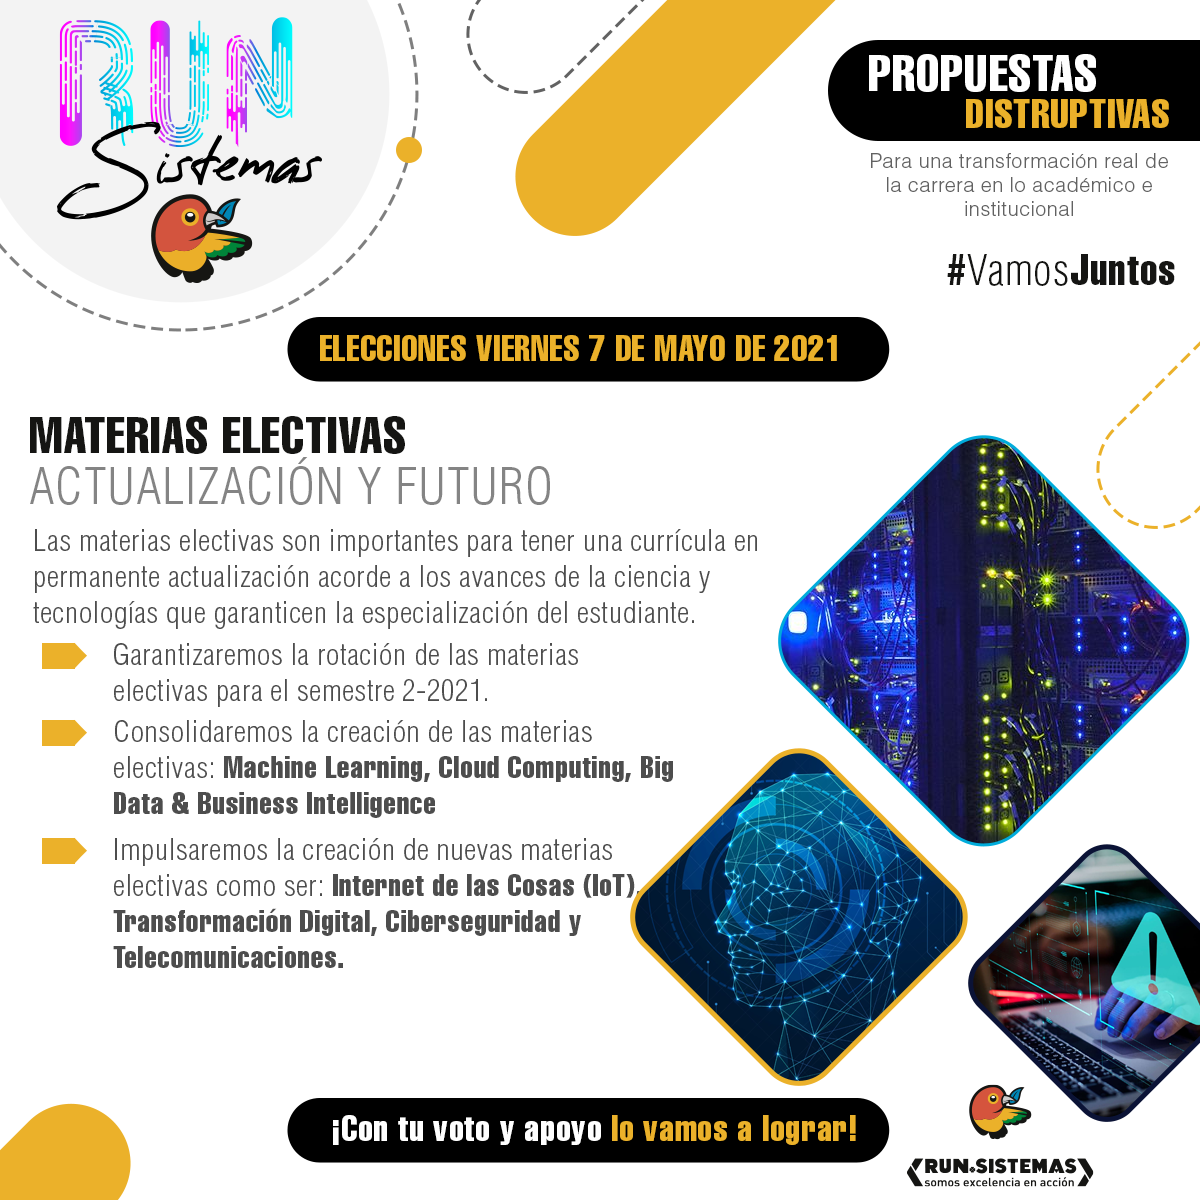 RUN
Sistemas
PROPUESTAS
DISTRUPTIVAS
Para una transformación real de
la carrera en lo académico e
institucional
#VamosJuntos
ELECCIONES VIERNES 7 DE MAYO DE 2021
MATERIAS ELECTIVAS
ACTUALIZACIÓN Y FUTURO
Las materias electivas son importantes para tener una currícula en
permanente actualización acorde a los avances de la ciencia y
tecnologías que garanticen la especialización del estudiante.
Garantizaremos la rotación de las materias
electivas para el semestre 2-2021.
Consolidaremos la creación de las materias
electivas: Machine Learning, Cloud Computing, Big
Data & Business Intelligence
Impulsaremos la creación de nuevas materias
electivas como ser: Internet de las Cosas (IoT),
Transformación Digital, Ciberseguridad y
Telecomunicaciones.
¡Con tu voto y apoyo lo vamos a lograr!
RUN.SISTEMAS
somos excelencia en acción